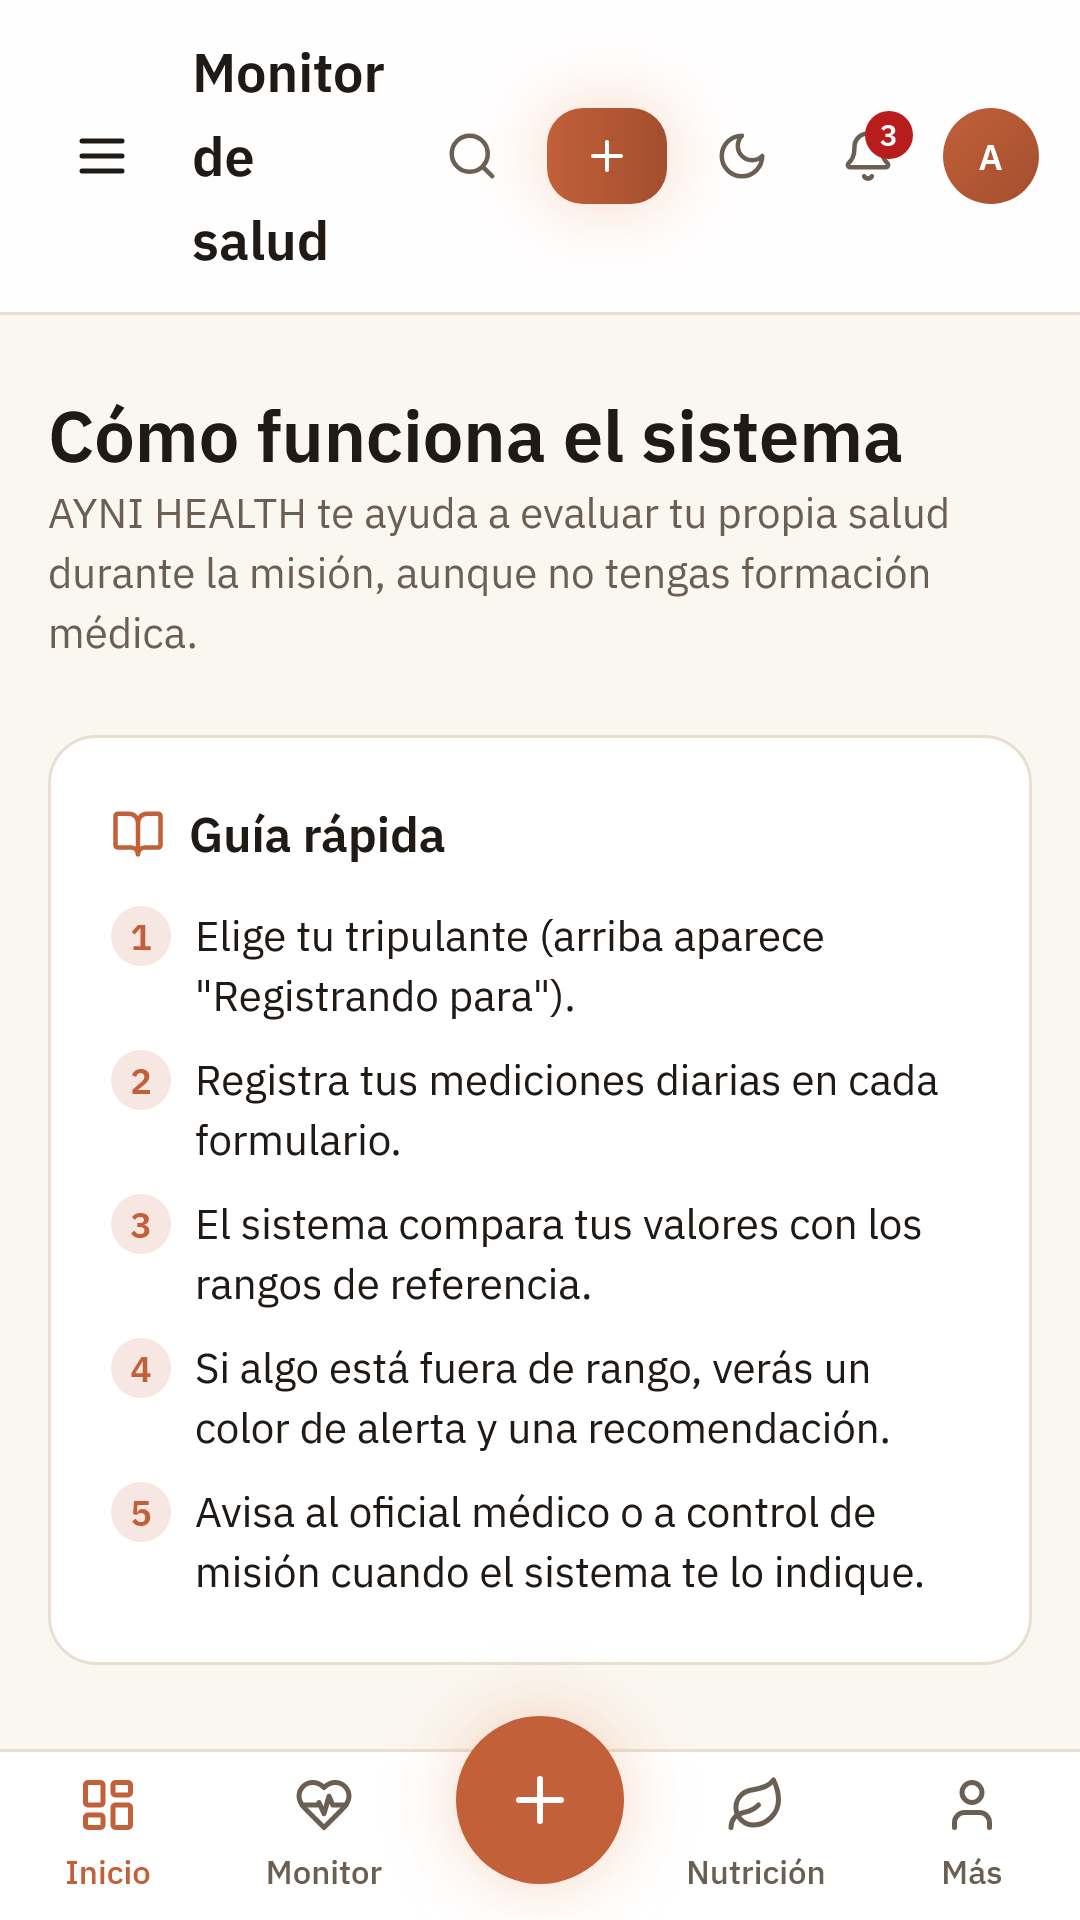 Monitor
de
salud
3
A
Cómo funciona el sistema
AYNI HEALTH te ayuda a evaluar tu propia salud
durante la misión, aunque no tengas formación
médica.
Guía rápida
1 Elige tu tripulante (arriba aparece
"Registrando para").
2 Registra tus mediciones diarias en cada
formulario.
3 El sistema compara tus valores con los
rangos de referencia.
4 Si algo está fuera de rango, verás un
color de alerta y una recomendación.
5 Avisa al oficial médico o a control de
misión cuando el sistema te lo indique.
Inicio
Monitor
Nutrición
Más